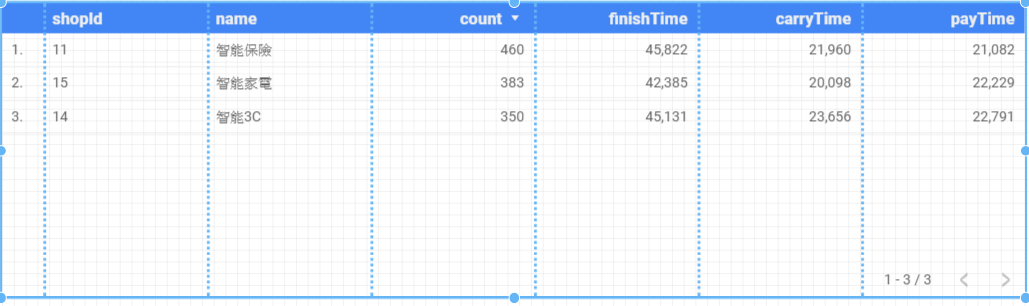 shopId name count finishTime carryTime payTime
1. 11 智能保險 460 45,822 21,960 21,082
2. 15 智能家電 383 42,385 20,098 22,229
3. 14 智能3C 350 45,131 23,656 22,791
1 - 3 / 3